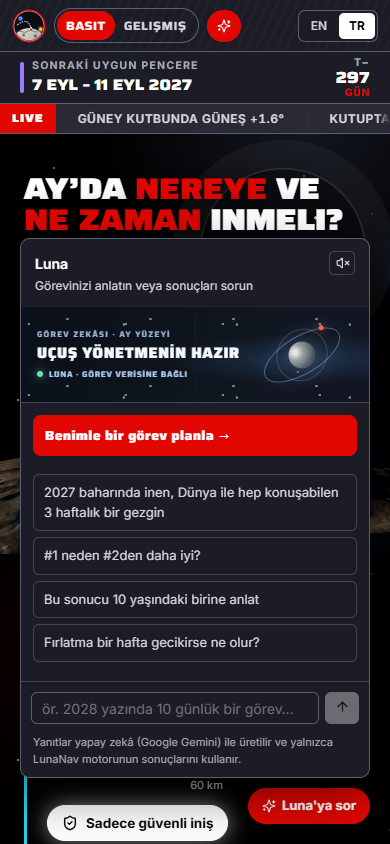 BASIT
GELİŞMIŞ
EN
TR
SONRAKİ UYGUN PENCERE
7 EYL – 11 EYL 2027
T−
297
GÜN
LIVE
GÜNEY KUTBUNDA GÜNEŞ +1.6°
KUTUPTA
AY’DA NEREYE VE
NE ZAMAN INMELI?
Luna
Görevinizi anlatın veya sonuçları sorun
GÖREV ZEKÂSI · AY YÜZEYİ
UÇUŞ YÖNETMENİN HAZIR
LUNA · GÖREV VERİSİNE BAĞLI
Benimle bir görev planla →
2027 baharında inen, Dünya ile hep konuşabilen
3 haftalık bir gezgin
#1 neden #2den daha iyi?
Bu sonucu 10 yaşındaki birine anlat
Fırlatma bir hafta gecikirse ne olur?
ör. 2028 yazında 10 günlük bir görev...
Yanıtlar yapay zekâ (Google Gemini) ile üretilir ve yalnızca
LunaNav motorunun sonuçlarını kullanır.
60 km
Luna'ya sor
Sadece güvenli iniş